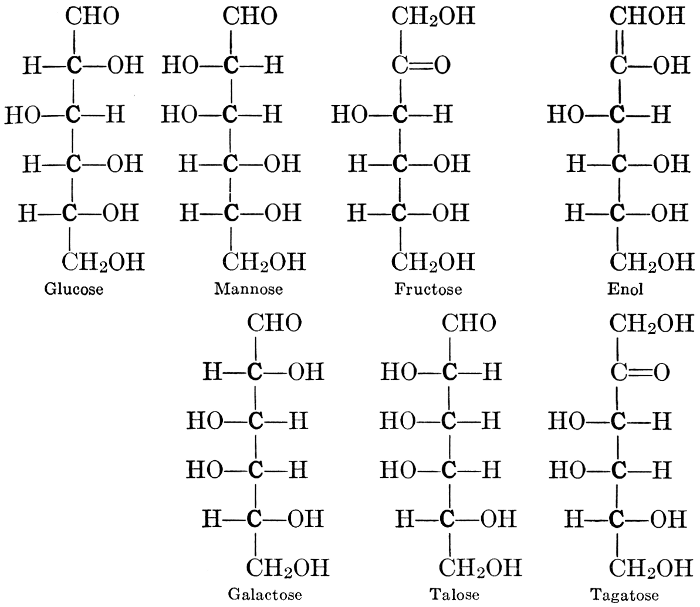 CHO CHO CH₂OH CHOH
H—C—OH HO—C—H C=O C—OH
HO—C—H HO—C—H HO—C—H HO—C—H
H—C—OH H—C—OH H—C—OH H—C—OH
H—C—OH H—C—OH H—C—OH H—C—OH
CH₂OH CH₂OH CH₂OH CH₂OH
Glucose Mannose Fructose Enol
CHO CHO CH₂OH
H—C—OH HO—C—H C=O
HO—C—H HO—C—H HO—C—H
HO—C—H HO—C—H HO—C—H
H—C—OH H—C—OH H—C—OH
CH₂OH CH₂OH CH₂OH
Galactose Talose Tagatose